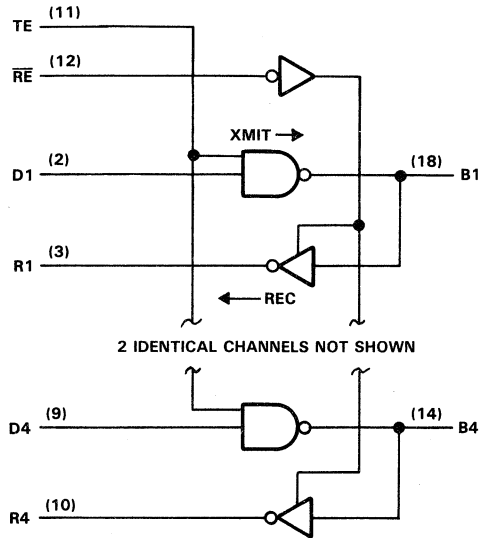 TE (11)
R̅E̅ (12)
XMIT →
D1 (2) (18) B1
R1 (3)
← REC
2 IDENTICAL CHANNELS NOT SHOWN
D4 (9) (14) B4
R4 (10)